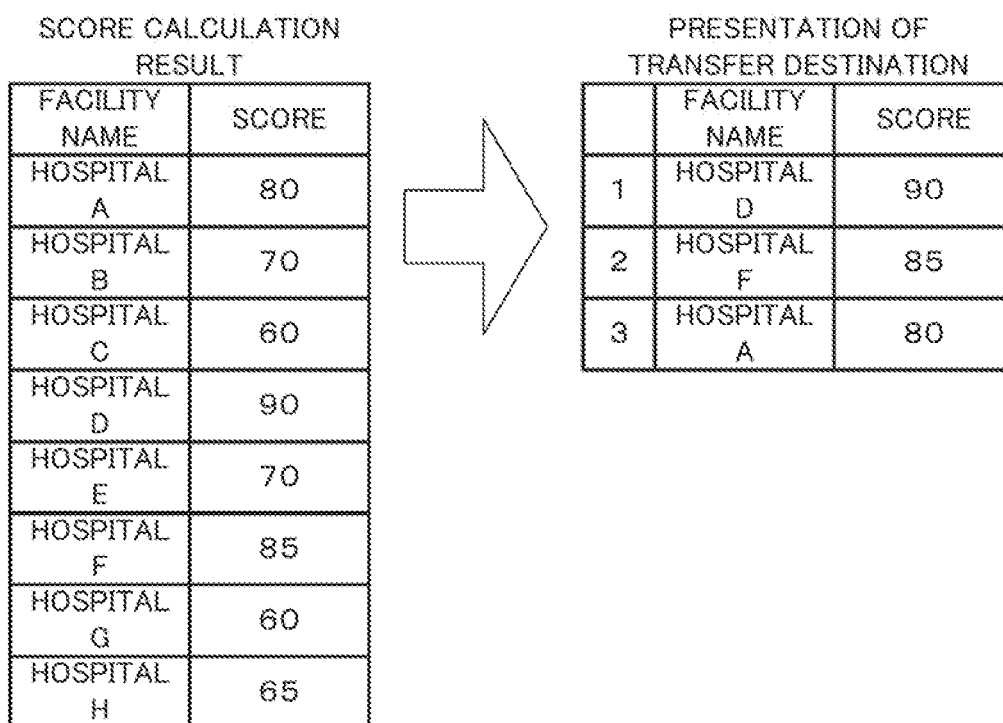 SCORE CALCULATION
RESULT
FACILITY
NAME
SCORE
HOSPITAL
A
80
HOSPITAL
B
70
HOSPITAL
C
60
HOSPITAL
D
90
HOSPITAL
E
70
HOSPITAL
F
85
HOSPITAL
G
60
HOSPITAL
H
65
PRESENTATION OF
TRANSFER DESTINATION
FACILITY
NAME
SCORE
1
HOSPITAL
D
90
2
HOSPITAL
F
85
3
HOSPITAL
A
80